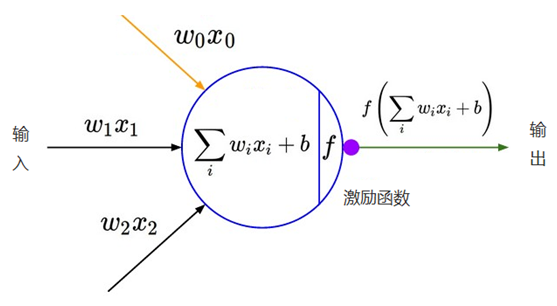 w₀x₀
f(∑ᵢ wᵢxᵢ + b)
输入
w₁x₁
∑ᵢ wᵢxᵢ + b
f
输出
激励函数
w₂x₂